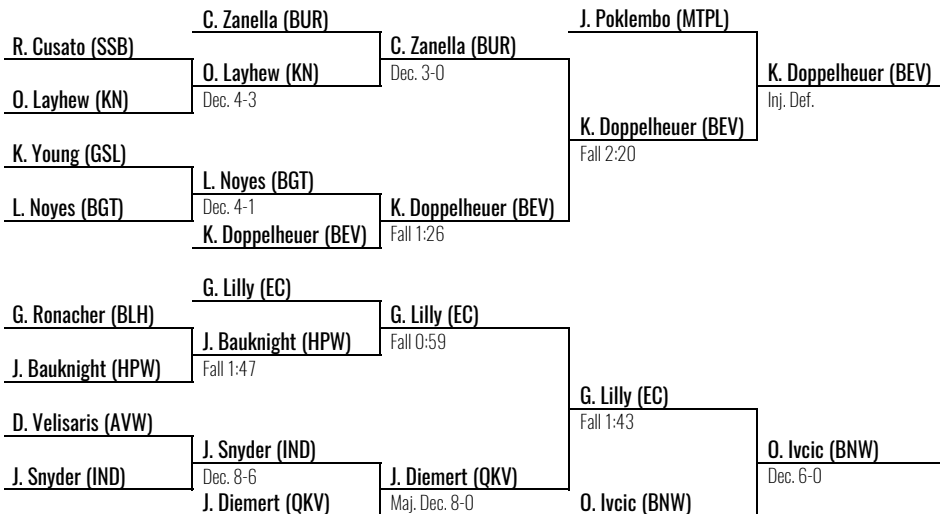 C. Zanella (BUR)
J. Poklembo (MTPL)
R. Cusato (SSB)
C. Zanella (BUR)
Dec. 3-0
O. Layhew (KN)
Dec. 4-3
K. Doppelheuer (BEV)
Inj. Def.
O. Layhew (KN)
K. Doppelheuer (BEV)
Fall 2:20
K. Young (GSL)
L. Noyes (BGT)
Dec. 4-1
L. Noyes (BGT)
K. Doppelheuer (BEV)
Fall 1:26
K. Doppelheuer (BEV)
G. Lilly (EC)
G. Ronacher (BLH)
G. Lilly (EC)
Fall 0:59
J. Bauknight (HPW)
Fall 1:47
J. Bauknight (HPW)
G. Lilly (EC)
Fall 1:43
D. Velisaris (AVW)
J. Snyder (IND)
Dec. 8-6
O. Ivcic (BNW)
Dec. 6-0
J. Snyder (IND)
J. Diemert (QKV)
Maj. Dec. 8-0
J. Diemert (QKV)
O. Ivcic (BNW)